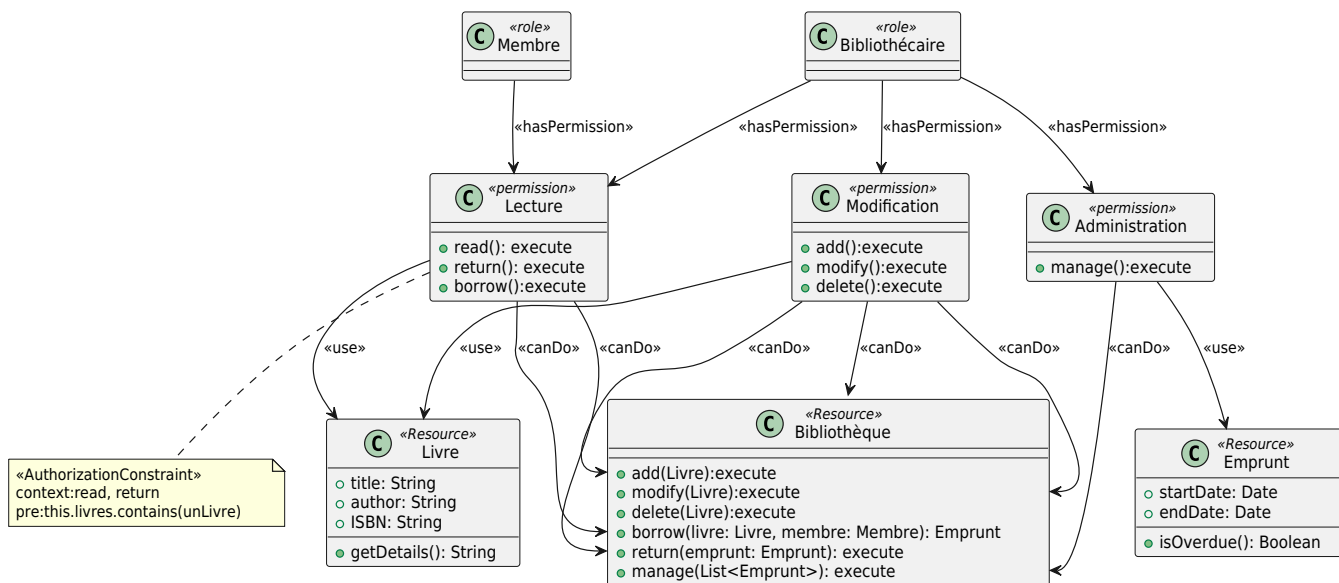 C «role» Membre
C «role» Bibliothécaire
«hasPermission»
«hasPermission»
«hasPermission»
«hasPermission»
C «permission» Lecture
read(): execute
return(): execute
borrow():execute
C «permission» Modification
add():execute
modify():execute
delete():execute
C «permission» Administration
manage():execute
«use»
«use»
«canDo»
«canDo»
«canDo»
«canDo»
«canDo»
«canDo»
«use»
«AuthorizationConstraint»
context:read, return
pre:this.livres.contains(unLivre)
C «Resource» Livre
title: String
author: String
ISBN: String
getDetails(): String
C «Resource» Bibliothèque
add(Livre):execute
modify(Livre):execute
delete(Livre):execute
borrow(livre: Livre, membre: Membre): Emprunt
return(emprunt: Emprunt): execute
manage(List<Emprunt>): execute
C «Resource» Emprunt
startDate: Date
endDate: Date
isOverdue(): Boolean